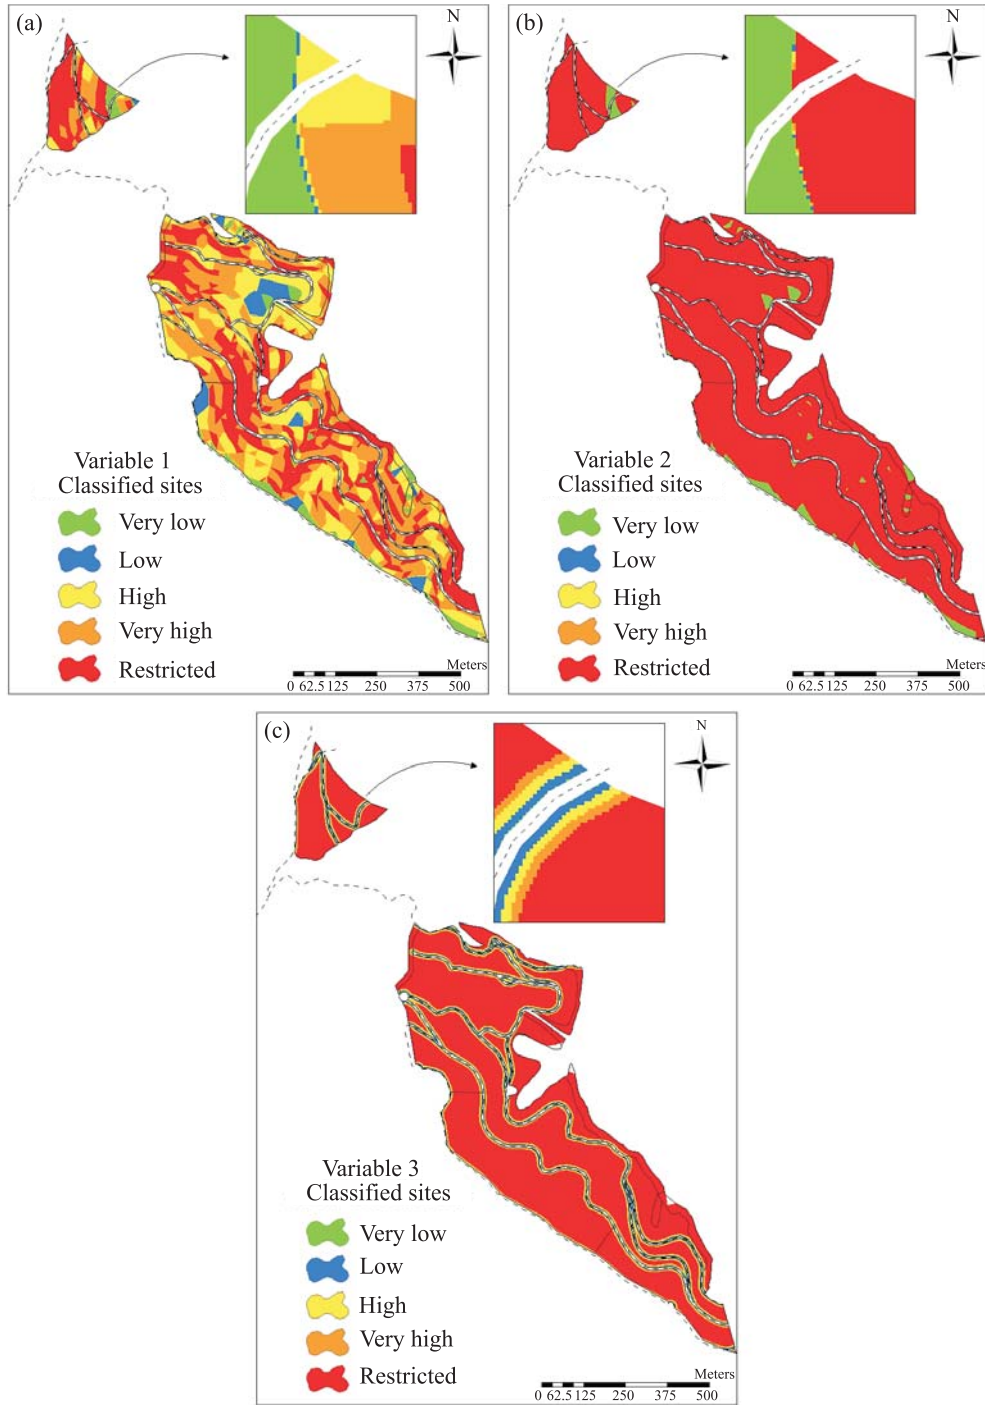 (a)
N
Variable 1
Classified sites
Very low
Low
High
Very high
Restricted
Meters
0 62.5 125 250 375 500
(b)
N
Variable 2
Classified sites
Very low
Low
High
Very high
Restricted
Meters
0 62.5 125 250 375 500
(c)
N
Variable 3
Classified sites
Very low
Low
High
Very high
Restricted
Meters
0 62.5 125 250 375 500